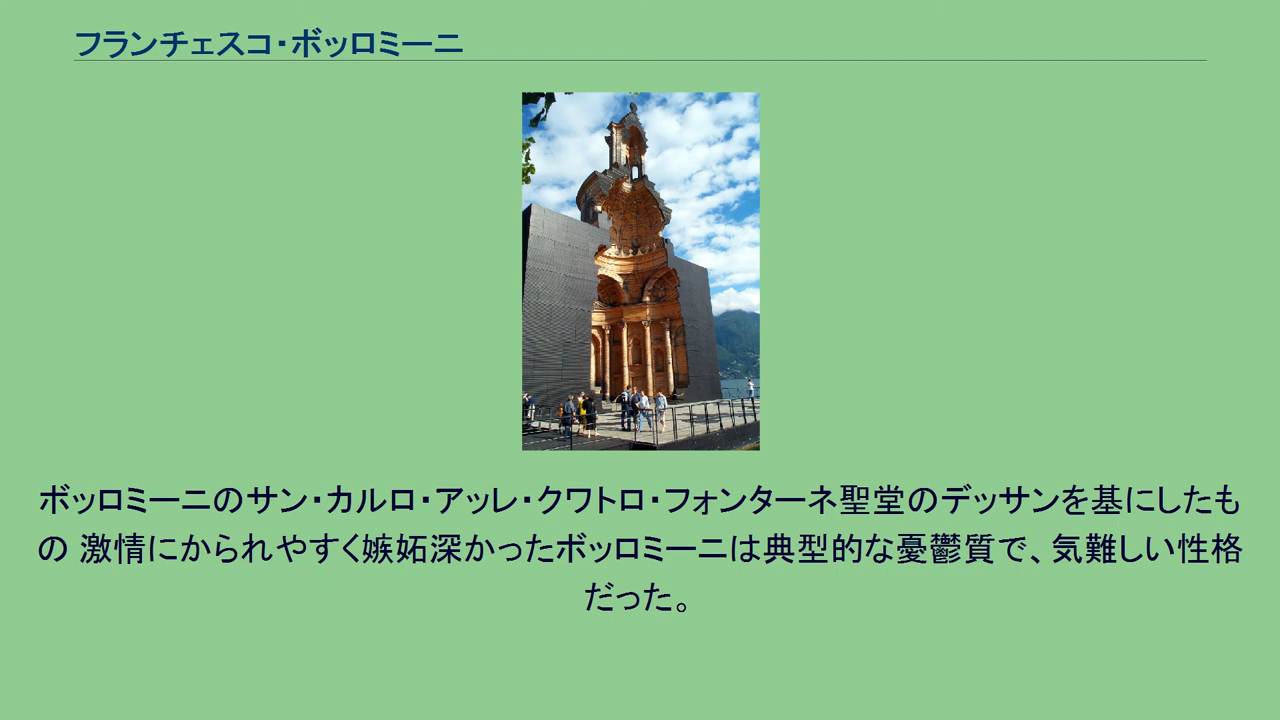 フランチェスコ・ボッロミーニ
ボッロミーニのサン・カルロ・アッレ・クワトロ・フォンターネ聖堂のデッサンを基にしたも
の 激情にかられやすく嫉妬深かったボッロミーニは典型的な憂鬱質で、気難しい性格
だった。